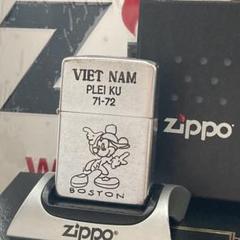 VIET NAM
PLEI KU
71-72
BOSTON
zippo
zippo